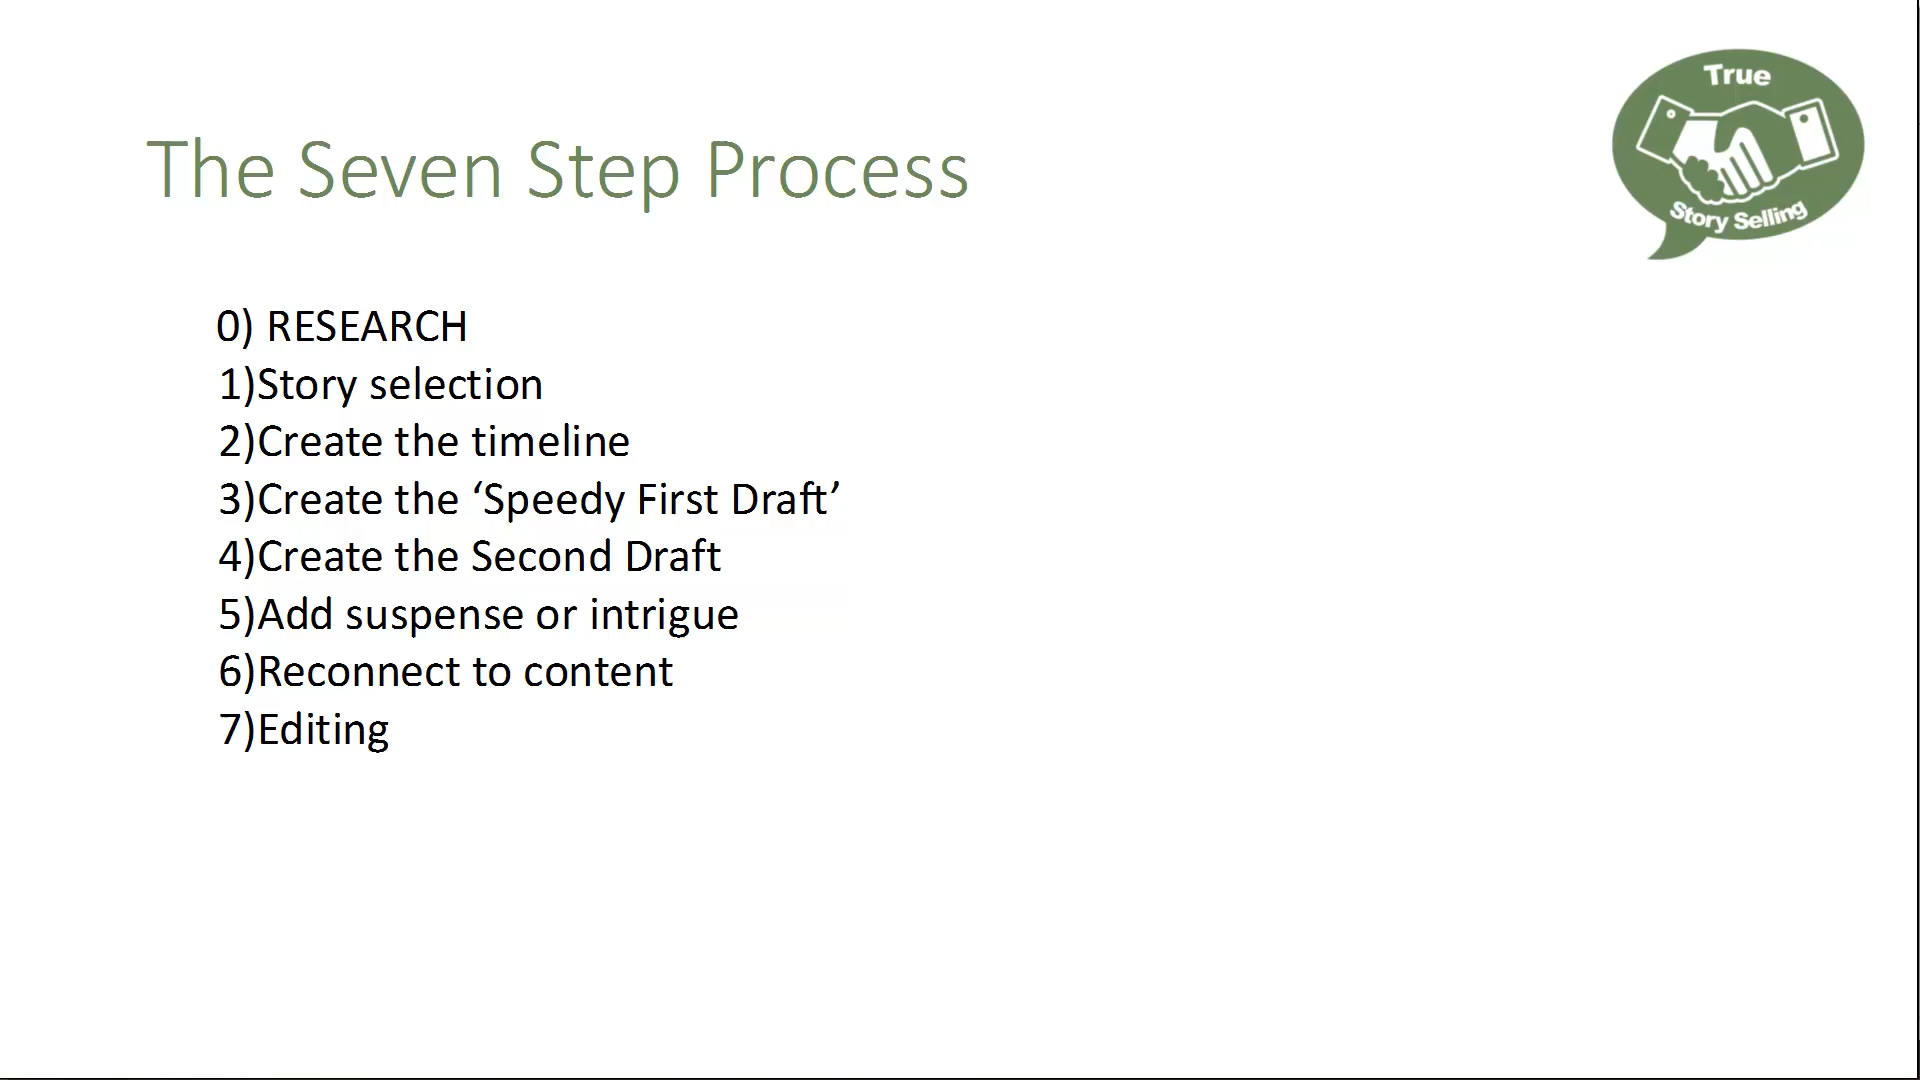 True
Story Selling
The Seven Step Process
0) RESEARCH
1)Story selection
2)Create the timeline
3)Create the ‘Speedy First Draft’
4)Create the Second Draft
5)Add suspense or intrigue
6)Reconnect to content
7)Editing